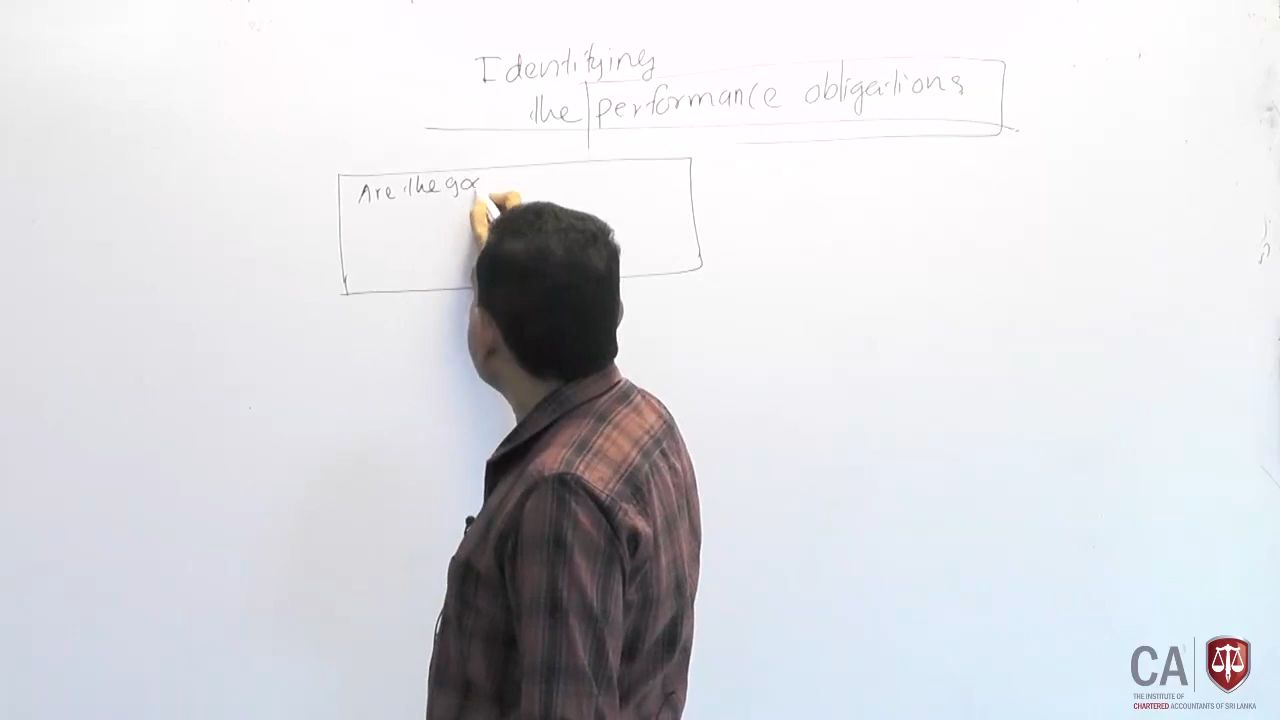 Identifying
the performance obligations
Are the go
CA
THE INSTITUTE OF
CHARTERED ACCOUNTANTS OF SRI LANKA